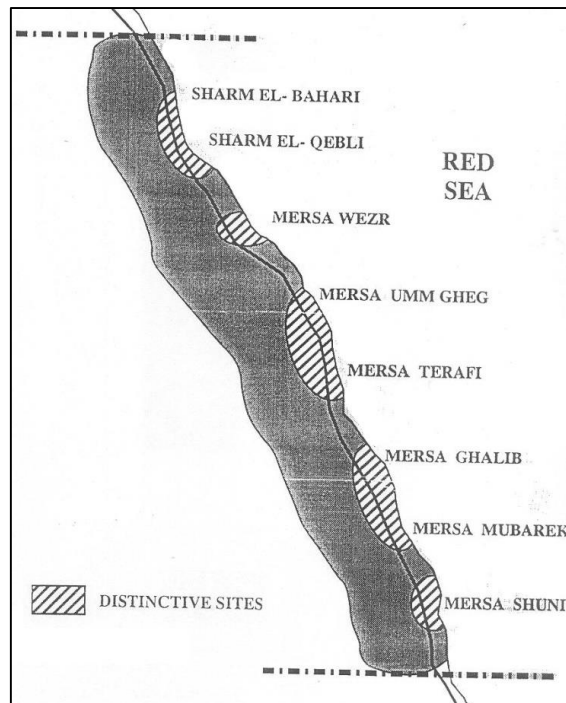 SHARM EL- BAHARI
SHARM EL- QEBLI
RED
SEA
MERSA WEZR
MERSA UMM GHEG
MERSA TERAFI
MERSA GHALIB
MERSA MUBAREK
DISTINCTIVE SITES
MERSA SHUNI